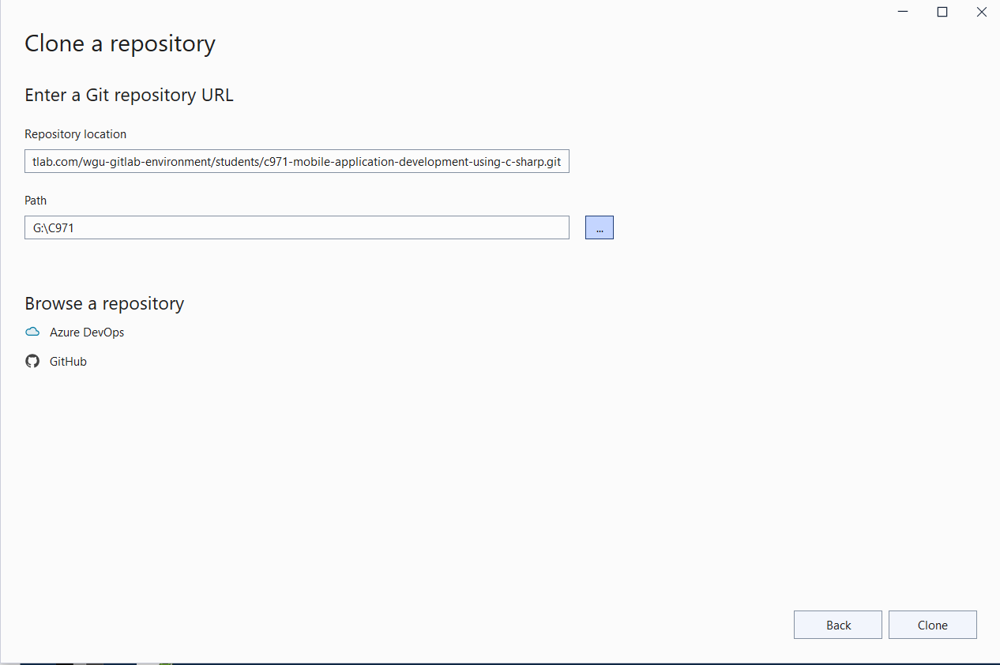 Clone a repository
Enter a Git repository URL
Repository location
tlab.com/wgu-gitlab-environment/students/c971-mobile-application-development-using-c-sharp.git
Path
G:\C971
...
Browse a repository
Azure DevOps
GitHub
Back
Clone